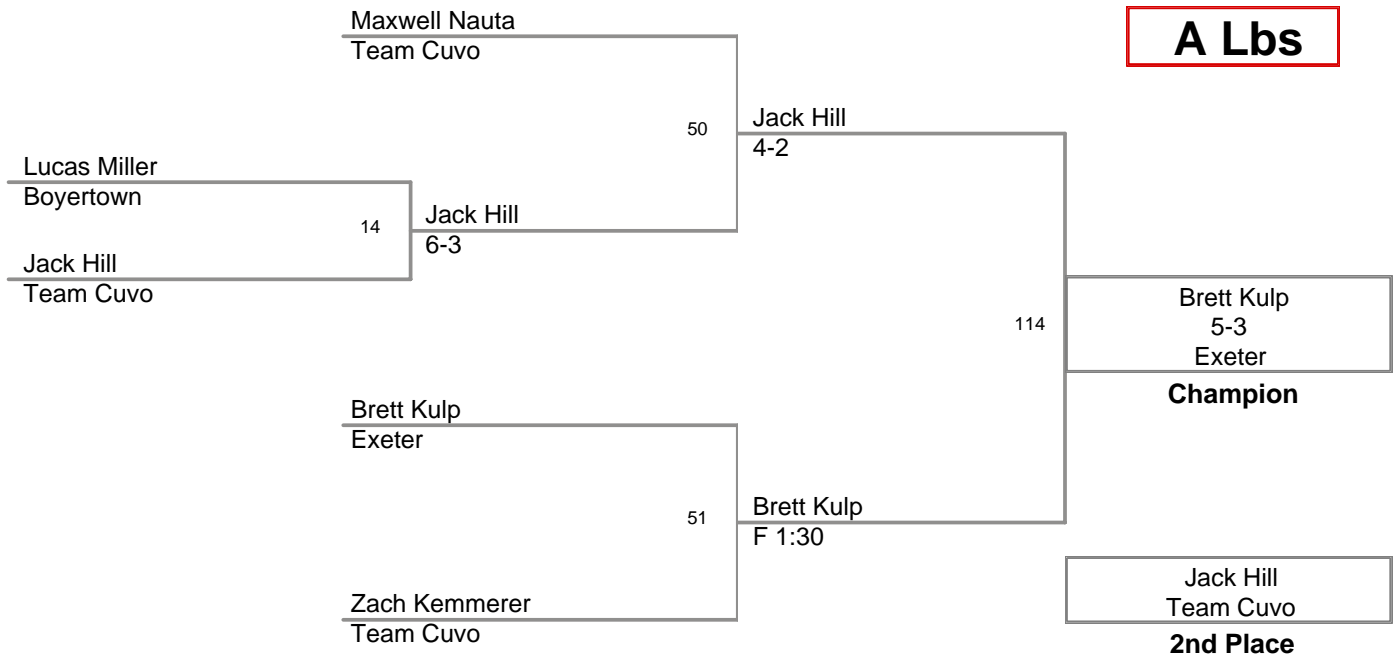 Maxwell Nauta
Team Cuvo
A Lbs
50
Jack Hill
4-2
Lucas Miller
Boyertown
14
Jack Hill
6-3
Jack Hill
Team Cuvo
114
Brett Kulp
5-3
Exeter
Champion
Brett Kulp
Exeter
51
Brett Kulp
F 1:30
Zach Kemmerer
Team Cuvo
Jack Hill
Team Cuvo
2nd Place